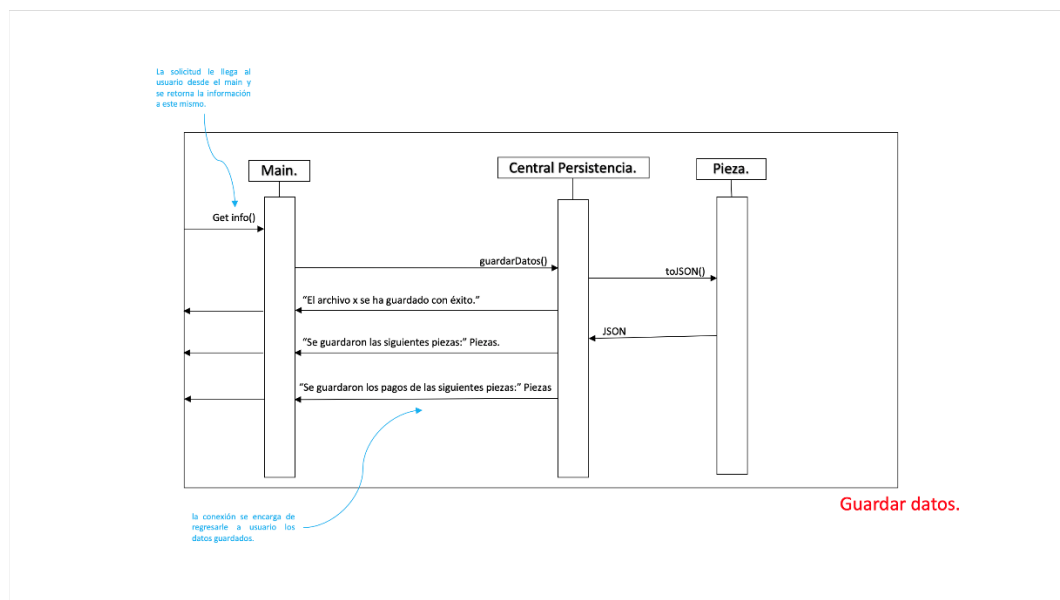 La solicitud le llega al
usuario desde el main y
se retorna la información
a este mismo.
Main.
Central Persistencia.
Pieza.
Get info()
guardarDatos()
toJSON()
“El archivo x se ha guardado con éxito.”
JSON
“Se guardaron las siguientes piezas:” Piezas.
“Se guardaron los pagos de las siguientes piezas:” Piezas
Guardar datos.
la conexión se encarga de
regresarle a usuario los
datos guardados.